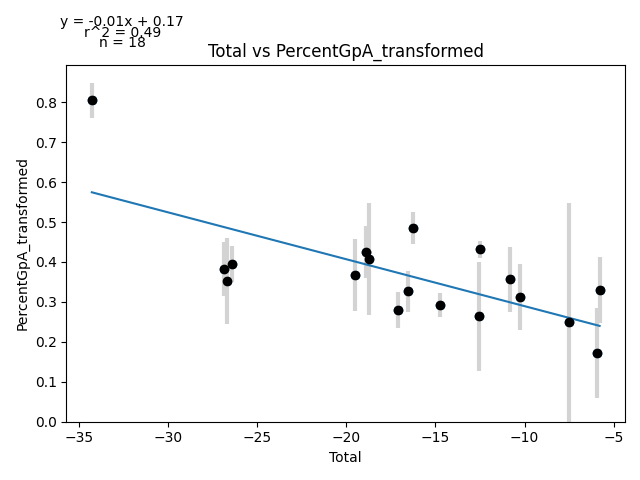 y = -0.01x + 0.17
r^2 = 0.49
n = 18
Total vs PercentGpA_transformed
PercentGpA_transformed
0.8
0.7
0.6
0.5
0.4
0.3
0.2
0.1
0.0
−35
−30
−25
−20
−15
−10
−5
Total